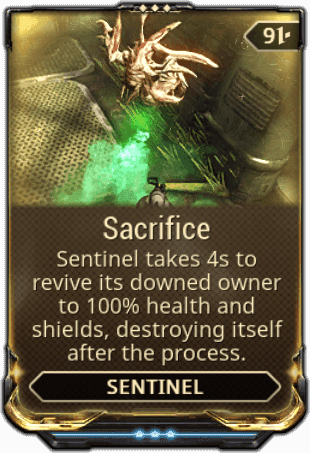 9
Sacrifice
Sentinel takes 4s to
revive its downed owner
to 100% health and
shields, destroying itself
after the process.
SENTINEL